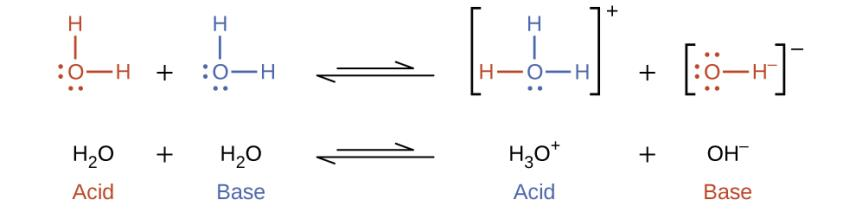 H H H +
:O — H + :O — H ⇌ [ H — O — H ] + [ :O — H⁻ ] −
H₂O + H₂O ⇌ H₃O⁺ + OH⁻
Acid Base Acid Base